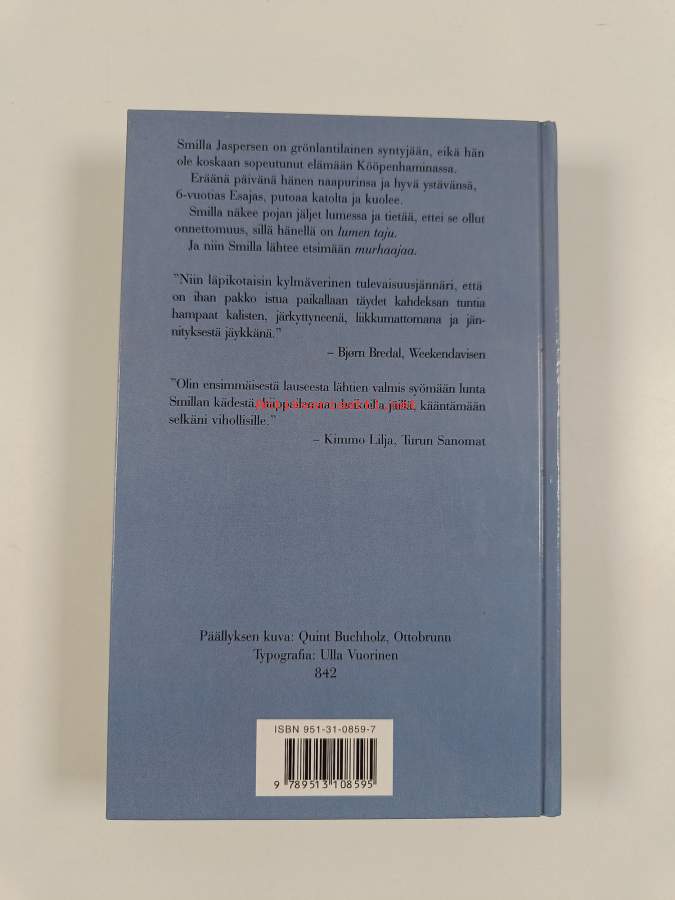 Smilla Jaspersen on grönlantilainen syntyjään, eikä hän
ole koskaan sopeutunut elämään Kööpenhaminassa.
Eräänä päivänä hänen naapurinsa ja hyvä ystävänsä,
6-vuotias Esajas, putoaa katolta ja kuolee.
Smilla näkee pojan jäljet lumessa ja tietää, ettei se ollut
onnettomuus, sillä hänellä on lumen taju.
Ja niin Smilla lähtee etsimään murhaajaa.
”Niin läpikotaisin kylmäverinen tulevaisuusjännäri, että
on ihan pakko istua paikallaan täydet kahdeksan tuntia
hampaat kalisten, järkyttyneenä, liikkumattomana ja jän-
nityksestä jäykkänä.”
– Bjørn Bredal, Weekendavisen
”Olin ensimmäisestä lauseesta lähtien valmis syömään lunta
Smillan kädestä, heikolla jäillä, kääntämään
selkäni vihollisille.”
– Kimmo Lilja, Turun Sanomat
Päällyksen kuva: Quint Buchholz, Ottobrunn
Typografia: Ulla Vuorinen
842
ISBN 951-31-0859-7
9 789513 108595